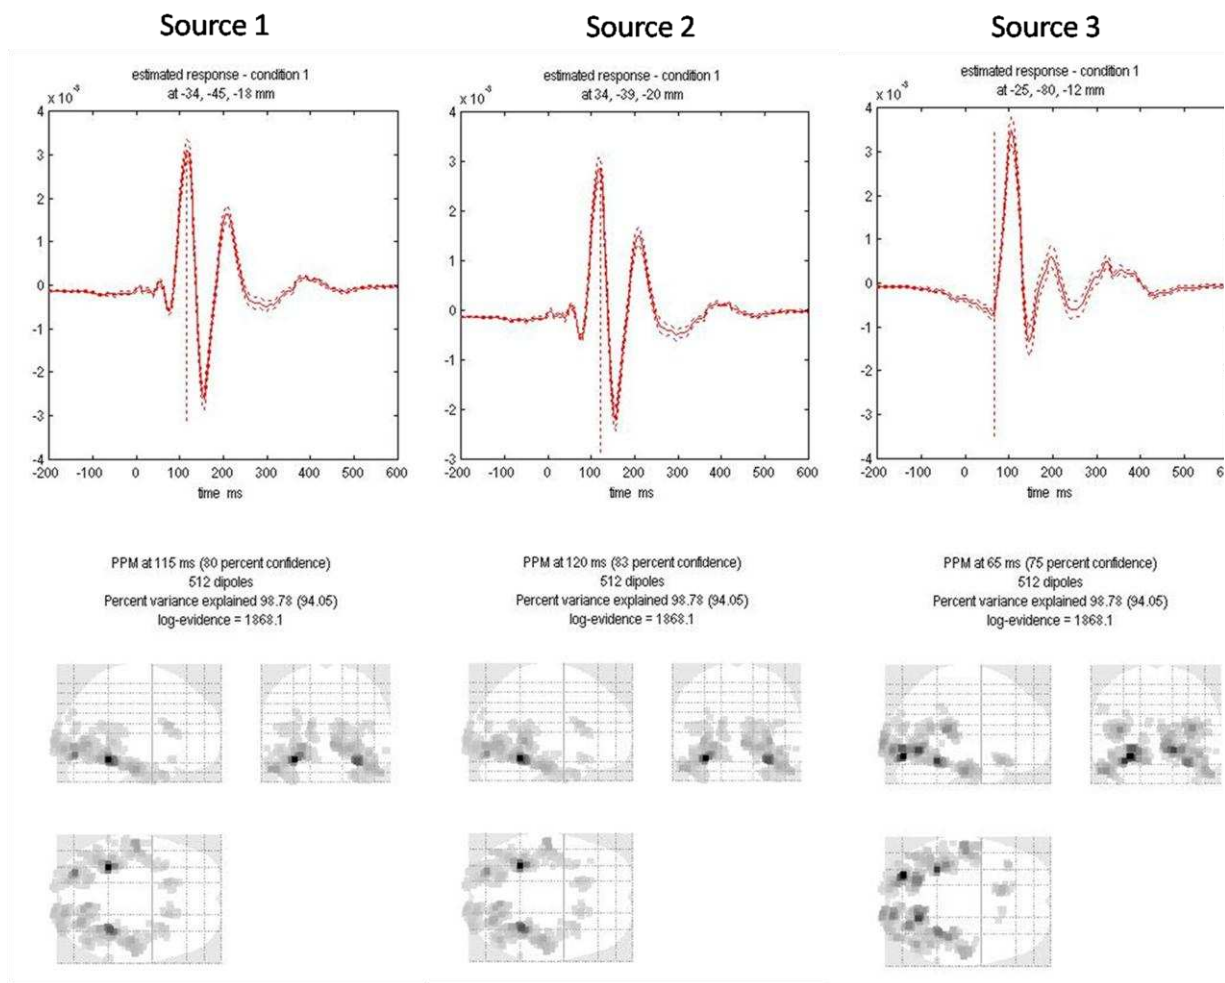 Source 1
Source 2
Source 3
estimated response - condition 1
at -34, -45, -18 mm
x 10⁻³
4
3
2
1
0
-1
-2
-3
-4
-200 -100 0 100 200 300 400 500 600
time ms
estimated response - condition 1
at 34, -39, -20 mm
x 10⁻³
4
3
2
1
0
-1
-2
-3
-200 -100 0 100 200 300 400 500 600
time ms
estimated response - condition 1
at -25, -80, -12 mm
x 10⁻³
4
3
2
1
0
-1
-2
-3
-4
-200 -100 0 100 200 300 400 500
time ms
PPM at 115 ms (80 percent confidence)
512 dipoles
Percent variance explained 98.78 (94.05)
log-evidence = 1868.1
PPM at 120 ms (83 percent confidence)
512 dipoles
Percent variance explained 98.78 (94.05)
log-evidence = 1868.1
PPM at 65 ms (75 percent confidence)
512 dipoles
Percent variance explained 98.78 (94.05)
log-evidence = 1868.1